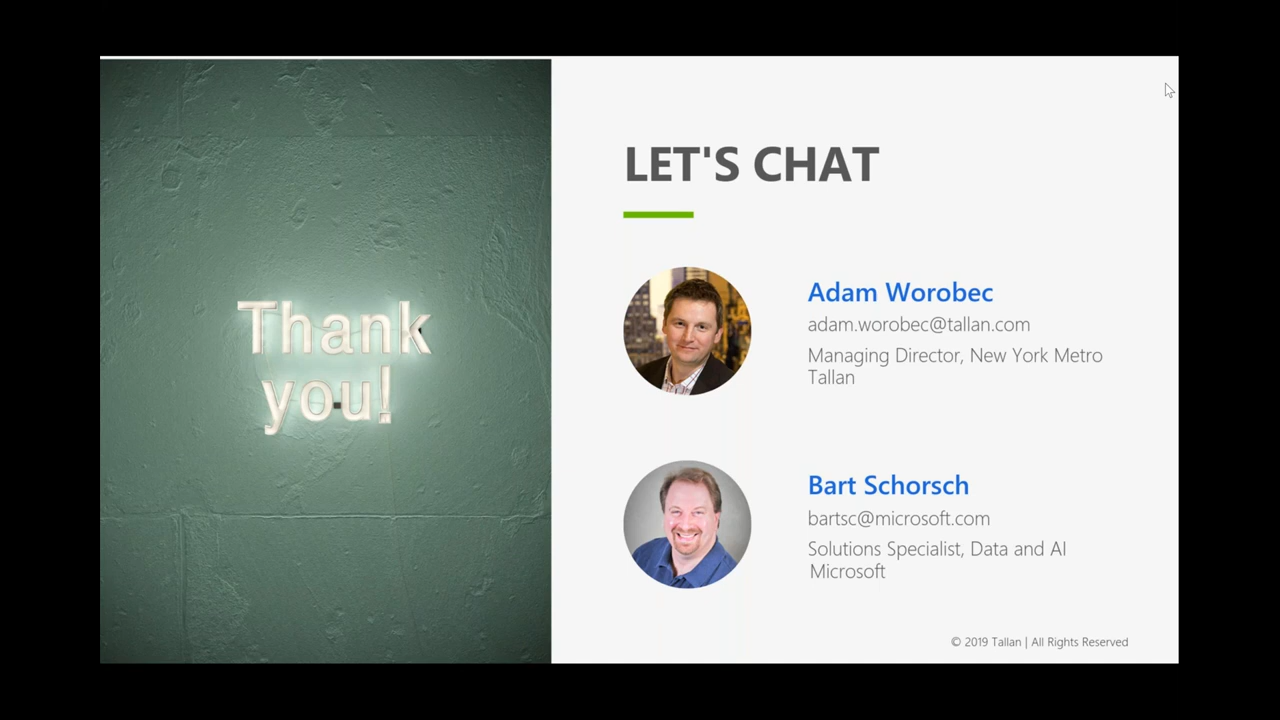 Thank
you!
LET'S CHAT
Adam Worobec
adam.worobec@tallan.com
Managing Director, New York Metro
Tallan
Bart Schorsch
bartsc@microsoft.com
Solutions Specialist, Data and AI
Microsoft
© 2019 Tallan | All Rights Reserved